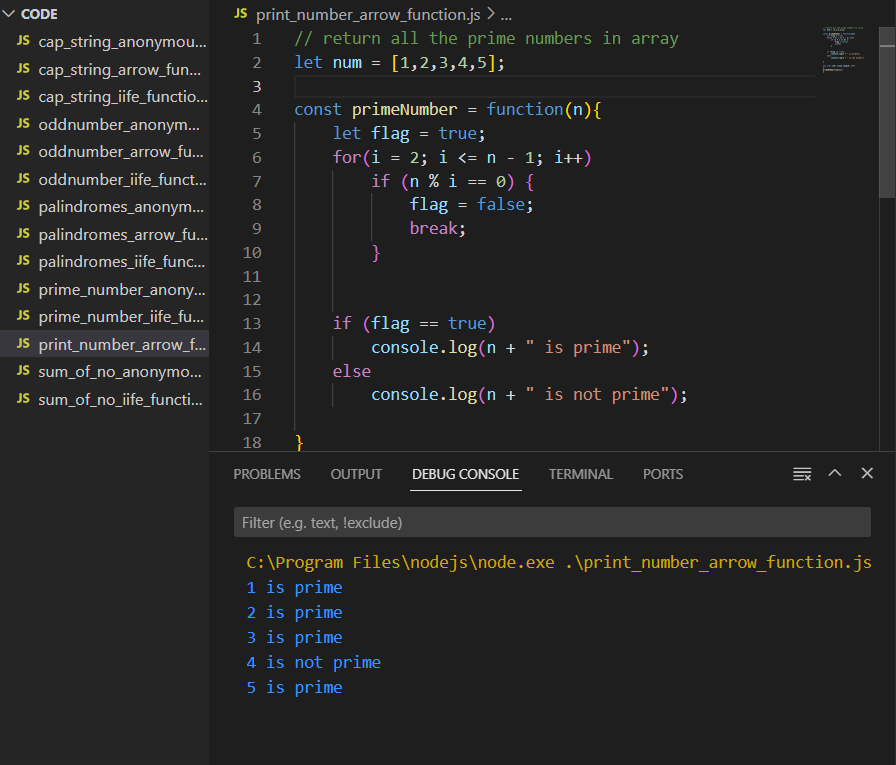 CODE
JS cap_string_anonymou...
JS cap_string_arrow_fun...
JS cap_string_iife_functio...
JS oddnumber_anonym...
JS oddnumber_arrow_fu...
JS oddnumber_iife_funct...
JS palindromes_anonym...
JS palindromes_arrow_fu...
JS palindromes_iife_func...
JS prime_number_anony...
JS prime_number_iife_fu...
JS print_number_arrow_f...
JS sum_of_no_anonymo...
JS sum_of_no_iife_functi...
JS print_number_arrow_function.js > ...
1 // return all the prime numbers in array
2 let num = [1,2,3,4,5];
3
4 const primeNumber = function(n){
5 let flag = true;
6 for(i = 2; i <= n - 1; i++)
7 if (n % i == 0) {
8 flag = false;
9 break;
10 }
11
12
13 if (flag == true)
14 console.log(n + " is prime");
15 else
16 console.log(n + " is not prime");
17
18 }
PROBLEMS OUTPUT DEBUG CONSOLE TERMINAL PORTS
Filter (e.g. text, !exclude)
C:\Program Files\nodejs\node.exe .\print_number_arrow_function.js
1 is prime
2 is prime
3 is prime
4 is not prime
5 is prime